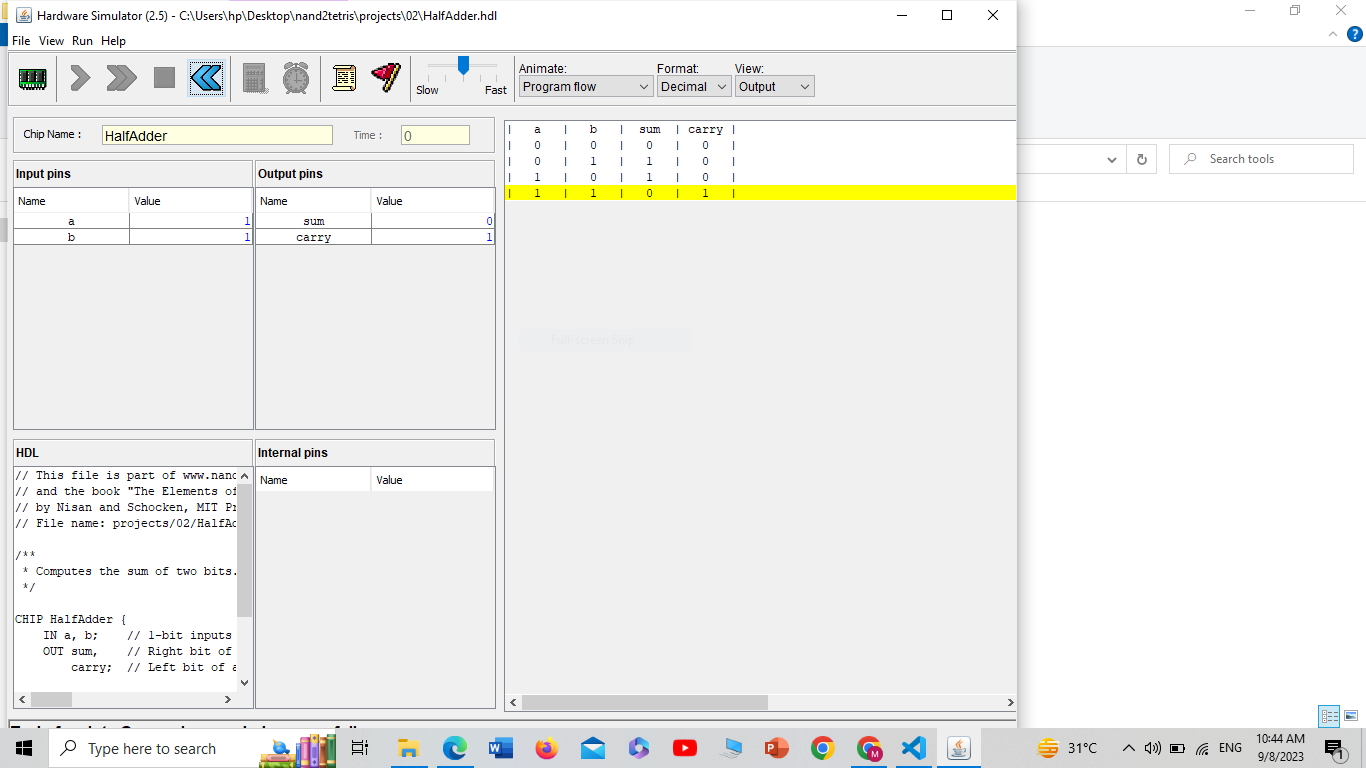 Hardware Simulator (2.5) - C:\Users\hp\Desktop\nand2tetris\projects\02\HalfAdder.hdl
File View Run Help
Slow Fast
Animate: Format: View:
Program flow Decimal Output
Chip Name : HalfAdder Time : 0
Input pins Output pins
Name Value Name Value
a 1 sum 0
b 1 carry 1
| a | b | sum | carry |
| 0 | 0 | 0 | 0 |
| 0 | 1 | 1 | 0 |
| 1 | 0 | 1 | 0 |
| 1 | 1 | 0 | 1 |
Search tools
Full-screen Snip
HDL Internal pins
Name Value
// This file is part of www.nand
// and the book "The Elements of
// by Nisan and Schocken, MIT Pr
// File name: projects/02/HalfAd
/**
* Computes the sum of two bits.
*/
CHIP HalfAdder {
IN a, b; // 1-bit inputs
OUT sum, // Right bit of
carry; // Left bit of a
Type here to search
31°C
ENG
10:44 AM
9/8/2023
1